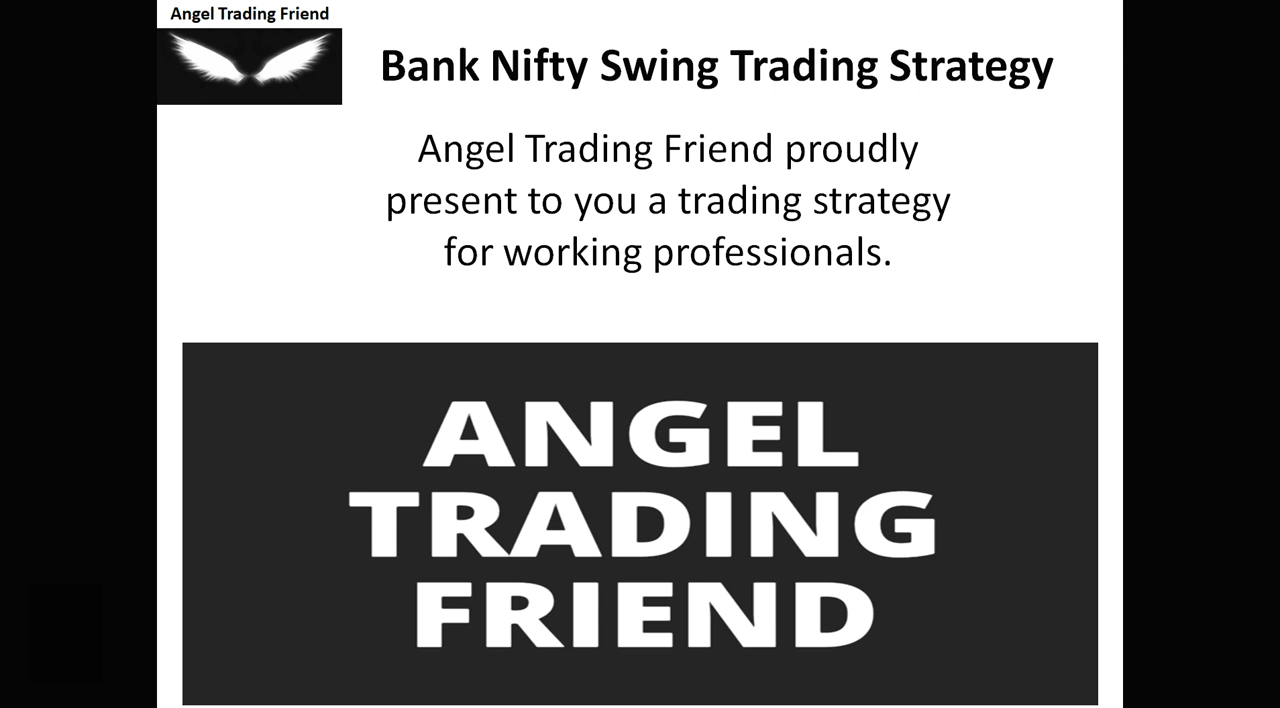 Angel Trading Friend
Bank Nifty Swing Trading Strategy
Angel Trading Friend proudly
present to you a trading strategy
for working professionals.
ANGEL
TRADING
FRIEND